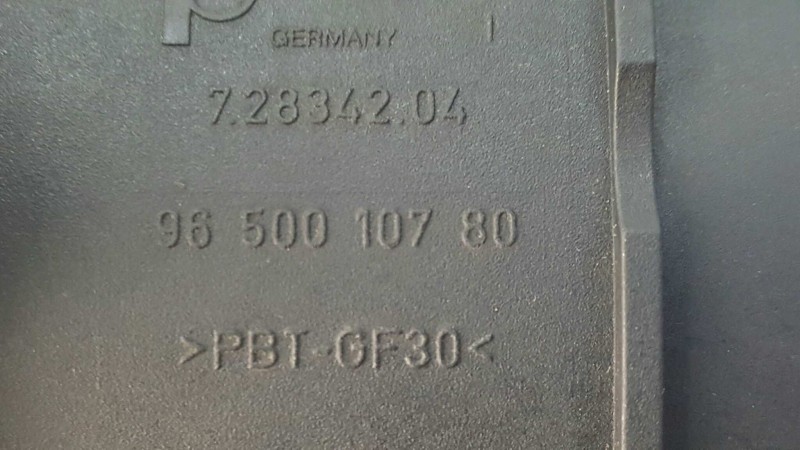 GERMANY
7.28342.04
96 500 107 80
>PBT-GF30<